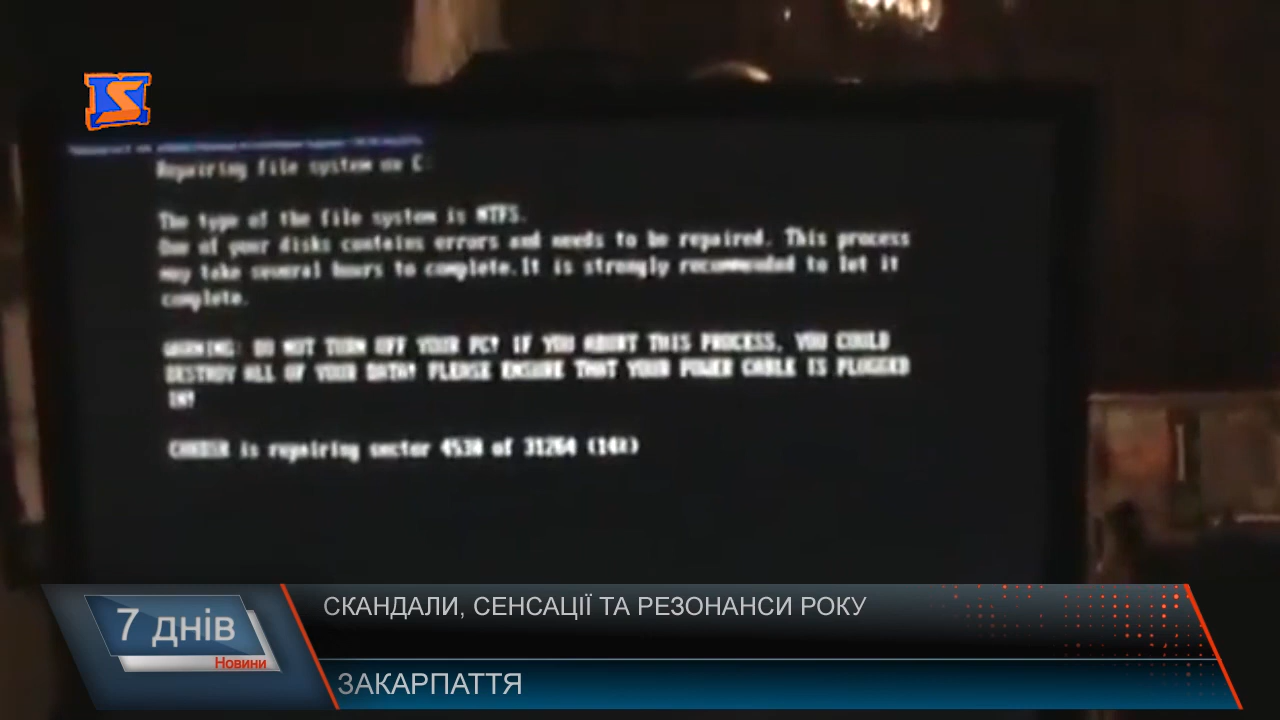 Repairing file system on C:
The type of the file system is NTFS.
One of your disks contains errors and needs to be repaired. This process
may take several hours to complete.It is strongly recommended to let it
complete.
WARNING: DO NOT TURN OFF YOUR PC! IF YOU ABORT THIS PROCESS, YOU COULD
DESTROY ALL OF YOUR DATA! PLEASE ENSURE THAT YOUR POWER CABLE IS PLUGGED
IN!
CHKDSK is repairing sector 4530 of 31264 (14%)
7 днів
Новини
СКАНДАЛИ, СЕНСАЦІЇ ТА РЕЗОНАНСИ РОКУ
ЗАКАРПАТТЯ